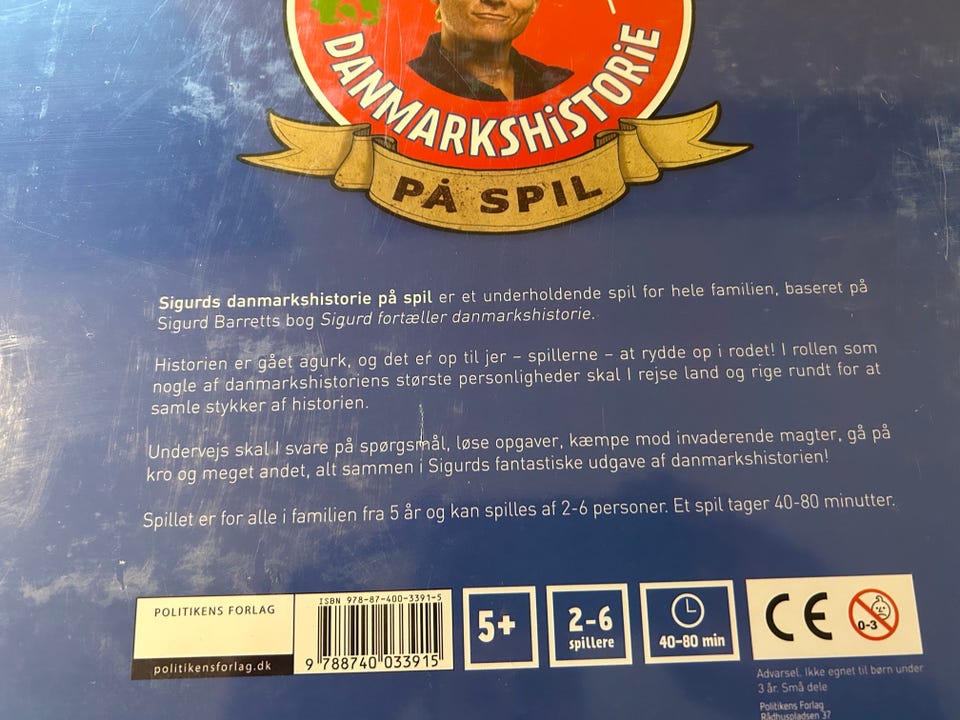 DANMARKSHiSTORiE
PÅ SPIL
Sigurds danmarkshistorie på spil er et underholdende spil for hele familien, baseret på
Sigurd Barretts bog Sigurd fortæller danmarkshistorie.
Historien er gået agurk, og det er op til jer – spillerne – at rydde op i rodet! I rollen som
nogle af danmarkshistoriens største personligheder skal I rejse land og rige rundt for at
samle stykker af historien.
Undervejs skal I svare på spørgsmål, løse opgaver, kæmpe mod invaderende magter, gå på
kro og meget andet, alt sammen i Sigurds fantastiske udgave af danmarkshistorien!
Spillet er for alle i familien fra 5 år og kan spilles af 2-6 personer. Et spil tager 40-80 minutter.
POLITIKENS FORLAG
politikensforlag.dk
ISBN 978-87-400-3391-5
9 788740 033915
5+
2-6
spillere
40-80 min
CE
0-3
Advarsel. Ikke egnet til børn under
3 år. Små dele
Politikens Forlag
Rådhuspladsen 37